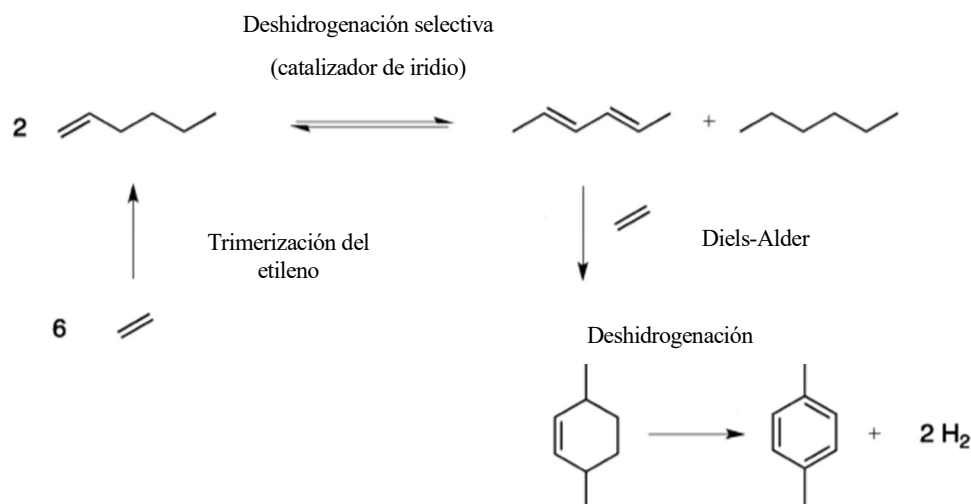 Deshidrogenación selectiva
(catalizador de iridio)
2
+
Trimerización del
etileno
Diels-Alder
6
Deshidrogenación
+ 2 H₂